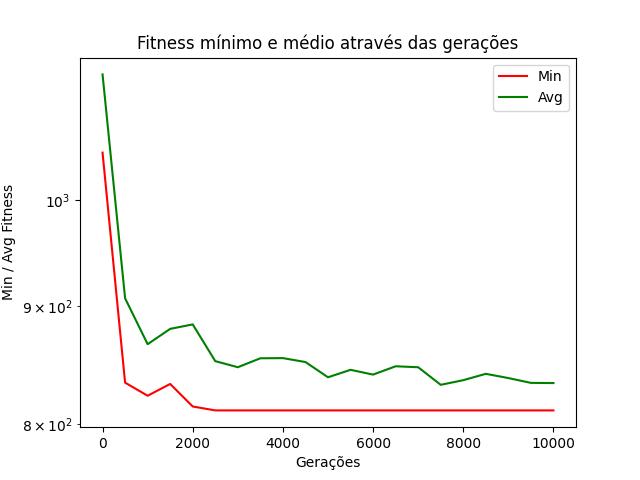 Fitness mínimo e médio através das gerações
Min
Avg
Min / Avg Fitness
10³
9 × 10²
8 × 10²
0 2000 4000 6000 8000 10000
Gerações